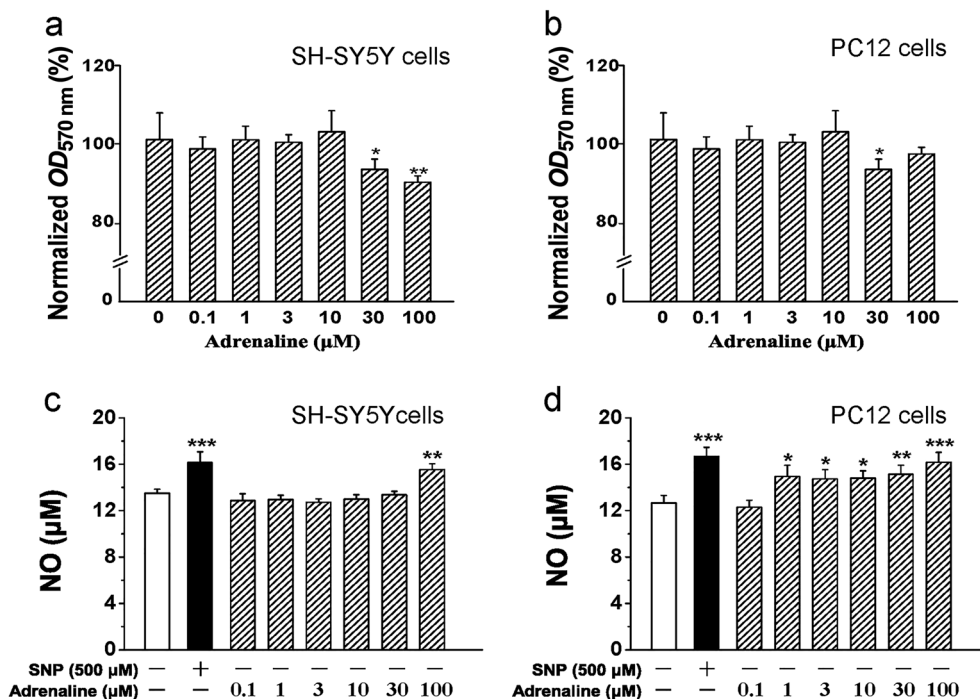 a
SH-SY5Y cells
Normalized OD570 nm (%)
120
100
80
0
* **
0 0.1 1 3 10 30 100
Adrenaline (µM)
b
PC12 cells
Normalized OD570 nm (%)
120
100
80
0
*
0 0.1 1 3 10 30 100
Adrenaline (µM)
c
SH-SY5Ycells
NO (µM)
20
16
12
8
4
0
*** **
SNP (500 µM) — + — — — — — —
Adrenaline (µM) — — 0.1 1 3 10 30 100
d
PC12 cells
NO (µM)
20
16
12
8
4
0
*** * * * ** ***
SNP (500 µM) — + — — — — — —
Adrenaline (µM) — — 0.1 1 3 10 30 100